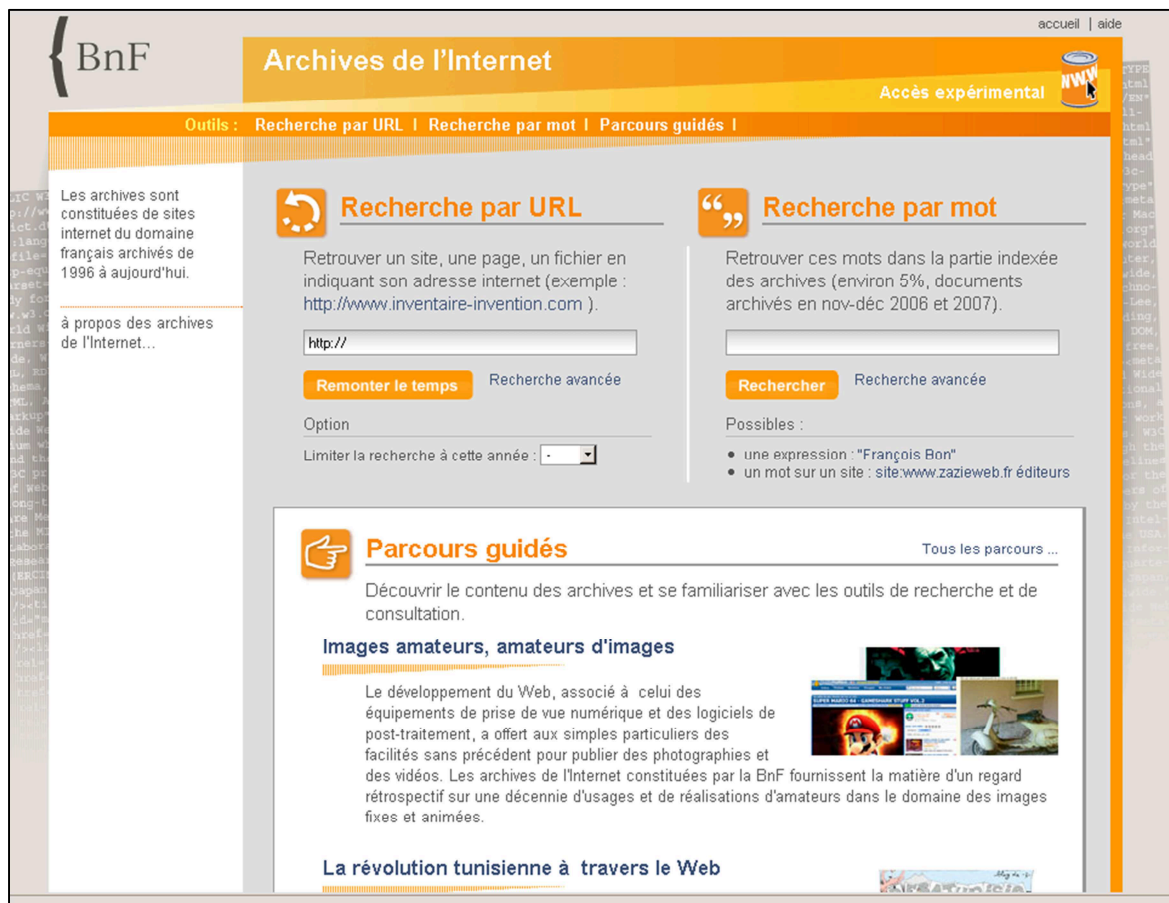 accueil | aide
BnF
Archives de l'Internet
Accès expérimental
WWW
Outils : Recherche par URL | Recherche par mot | Parcours guidés |
Les archives sont
constituées de sites
internet du domaine
français archivés de
1996 à aujourd'hui.
à propos des archives
de l'Internet...
Recherche par URL
Retrouver un site, une page, un fichier en
indiquant son adresse internet (exemple :
http://www.inventaire-invention.com ).
http://
Remonter le temps Recherche avancée
Option
Limiter la recherche à cette année : -
Recherche par mot
Retrouver ces mots dans la partie indexée
des archives (environ 5%, documents
archivés en nov-déc 2006 et 2007).
Rechercher Recherche avancée
Possibles :
• une expression : "François Bon"
• un mot sur un site : site:www.zazieweb.fr éditeurs
Parcours guidés
Tous les parcours ...
Découvrir le contenu des archives et se familiariser avec les outils de recherche et de
consultation.
Images amateurs, amateurs d'images
Le développement du Web, associé à celui des
équipements de prise de vue numérique et des logiciels de
post-traitement, a offert aux simples particuliers des
facilités sans précédent pour publier des photographies et
des vidéos. Les archives de l'Internet constituées par la BnF fournissent la matière d'un regard
rétrospectif sur une décennie d'usages et de réalisations d'amateurs dans le domaine des images
fixes et animées.
SUPER MARIO 64 - GAMESHARK STUFF VOL.2
La révolution tunisienne à travers le Web